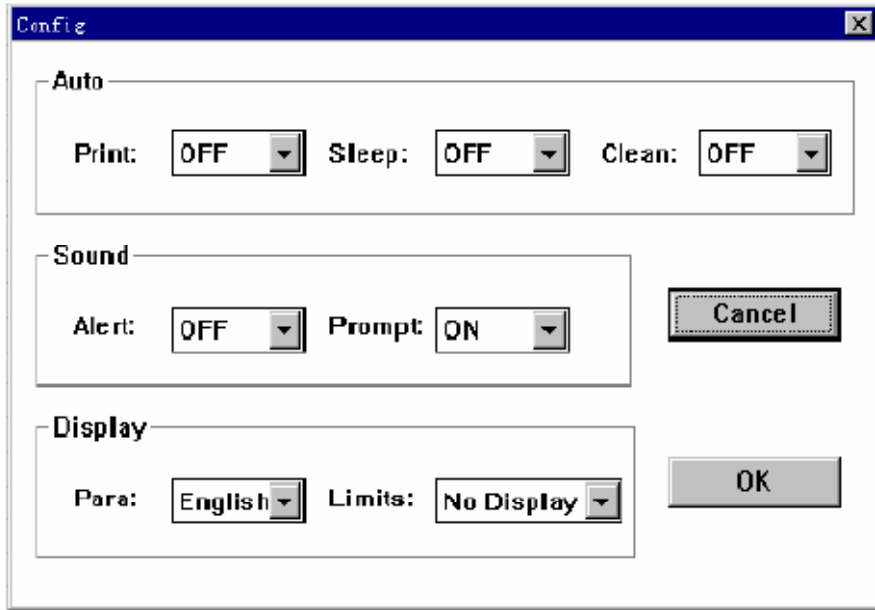 Config
Auto
Print: OFF Sleep: OFF Clean: OFF
Sound
Alert: OFF Prompt: ON
Cancel
Display
Para: English Limits: No Display
OK